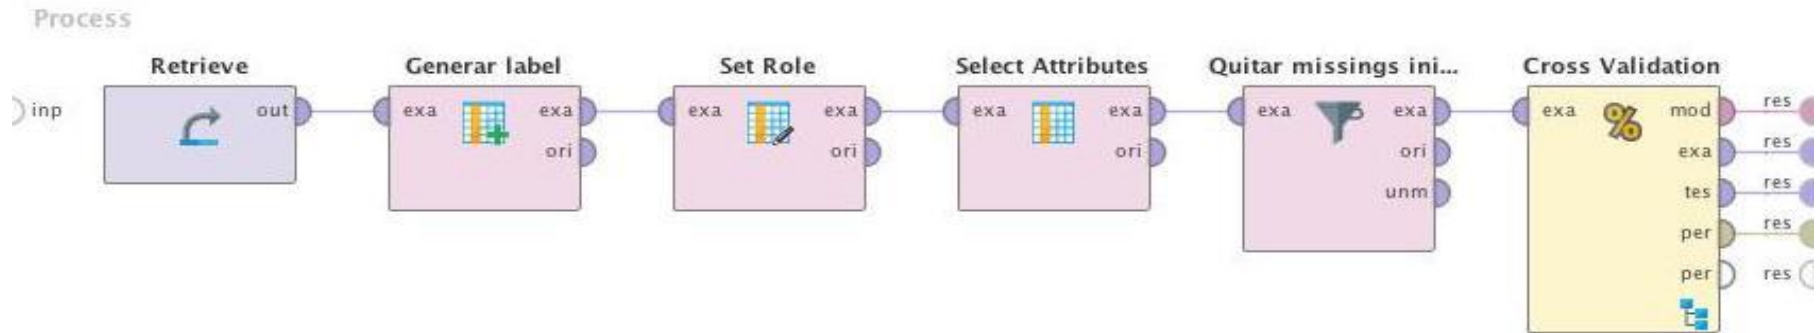 Process
Retrieve
Generar label
Set Role
Select Attributes
Quitar missings ini...
Cross Validation
inp
out
exa
exa
ori
exa
exa
ori
exa
exa
ori
exa
exa
ori
unm
exa
mod
exa
tes
per
per
res
res
res
res
res